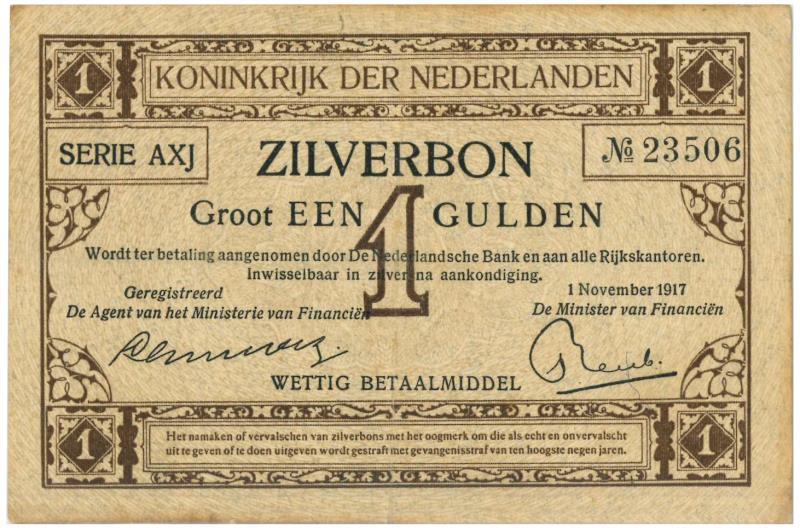 1 KONINKRIJK DER NEDERLANDEN 1
SERIE AXJ ZILVERBON № 23506
Groot EEN 1 GULDEN
Wordt ter betaling aangenomen door De Nederlandsche Bank en aan alle Rijkskantoren.
Inwisselbaar in zilver na aankondiging.
Geregistreerd
De Agent van het Ministerie van Financiën
1 November 1917
De Minister van Financiën
WETTIG BETAALMIDDEL
1 Het namaken of vervalschen van zilverbons met het oogmerk om die als echt en onvervalscht 1
uit te geven of te doen uitgeven wordt gestraft met gevangenisstraf van ten hoogste negen jaren.